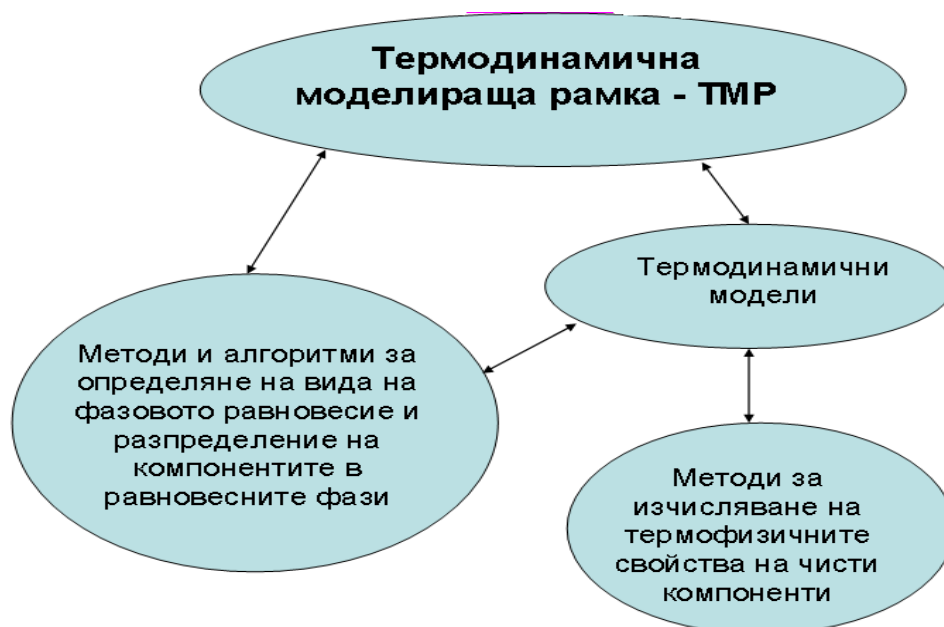 Термодинамична
моделираща рамка - ТМР
Термодинамични
модели
Методи и алгоритми за
определяне на вида на
фазовото равновесие и
разпределение на
компонентите в
равновесните фази
Методи за
изчисляване на
термофизичните
свойства на чисти
компоненти